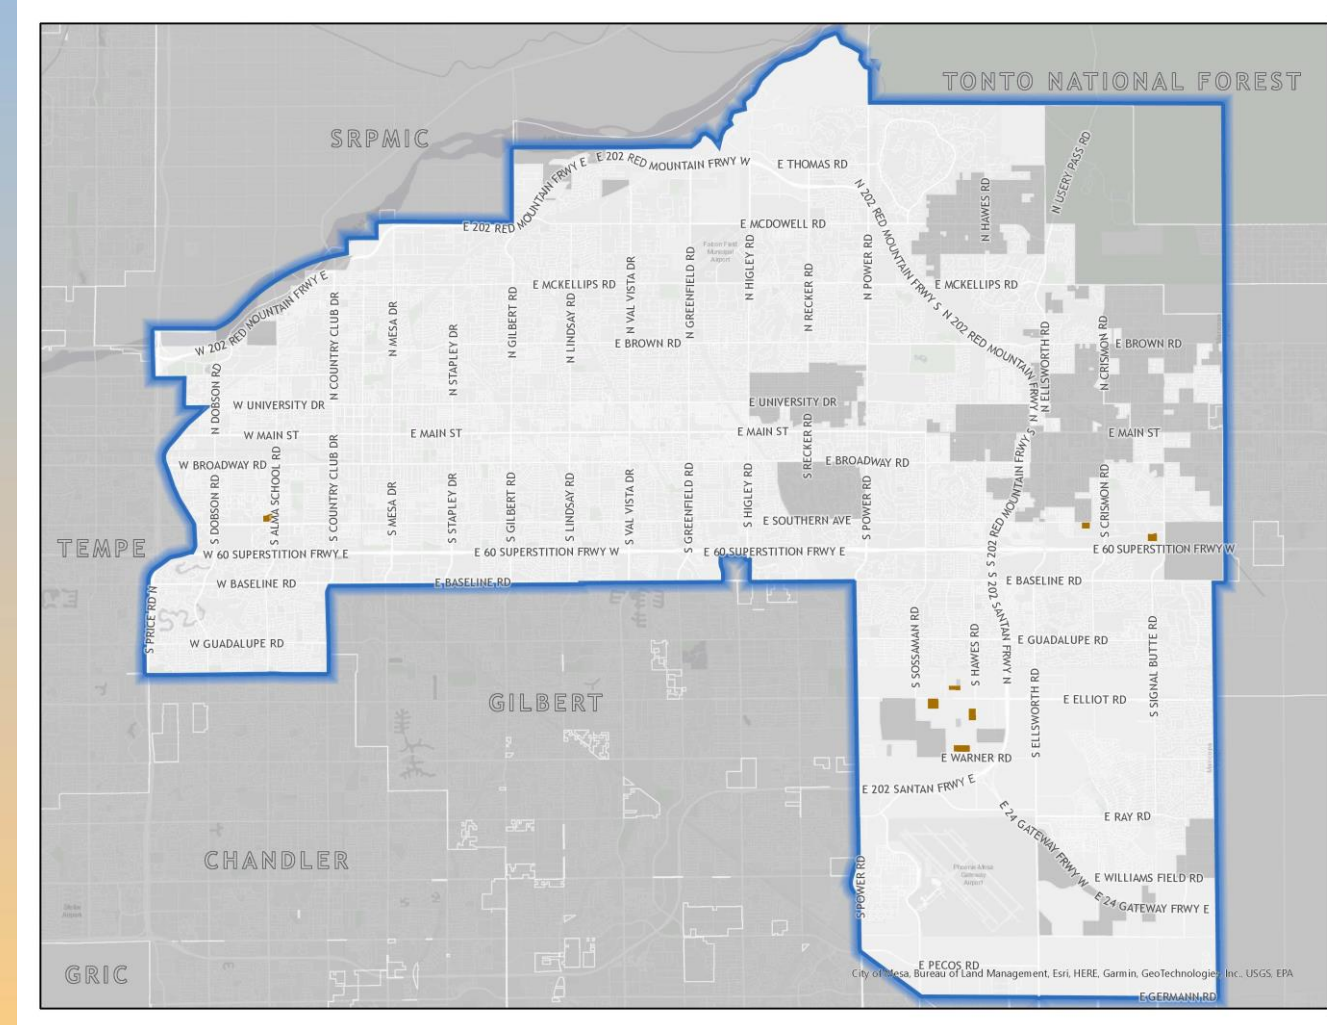 TONTO NATIONAL FOREST
SRPMIC
E 202 RED MOUNTAIN FRWY W
E THOMAS RD
N USERY PASS RD
E 202 RED MOUNTAIN FRWY E
N 202 RED MOUNTAIN FRWY S
N HAWES RD
E MCDOWELL RD
N HIGLEY RD
N POWER RD
N GREENFIELD RD
N VAL VISTA DR
N RECKER RD
E MCKELLIPS RD
E MCKELLIPS RD
W 202 RED MOUNTAIN FRWY E
N COUNTRY CLUB DR
N MESA DR
N STAPLEY DR
N GILBERT RD
N LINDSAY RD
E BROWN RD
N 202 RED MOUNTAIN FRWY N
N ELLSWORTH RD
N CRISMON RD
E BROWN RD
N DOBSON RD
W UNIVERSITY DR
E UNIVERSITY DR
W MAIN ST
E MAIN ST
E MAIN ST
E MAIN ST
W BROADWAY RD
E BROADWAY RD
S RECKER RD
S DOBSON RD
S ALMA SCHOOL RD
S COUNTRY CLUB DR
S MESA DR
S STAPLEY DR
S GILBERT RD
S LINDSAY RD
S VAL VISTA DR
S GREENFIELD RD
S HIGLEY RD
S POWER RD
S 202 RED MOUNTAIN FRWY S
S CRISMON RD
E SOUTHERN AVE
TEMPE
W 60 SUPERSTITION FRWY E
E 60 SUPERSTITION FRWY W
E 60 SUPERSTITION FRWY E
E 60 SUPERSTITION FRWY W
W BASELINE RD
E BASELINE RD
E BASELINE RD
S PRICE RD N
W GUADALUPE RD
S SOSSAMAN RD
S HAWES RD
S 202 SANTAN FRWY N
E GUADALUPE RD
S SIGNAL BUTTE RD
GILBERT
E ELLIOT RD
S ELLSWORTH RD
E WARNER RD
E 202 SANTAN FRWY E
E 24 GATEWAY FRWY W
E RAY RD
CHANDLER
Phoenix-Mesa
Gateway
Airport
S POWER RD
E WILLIAMS FIELD RD
E 24 GATEWAY FRWY E
GRIC
E PECOS RD
City of Mesa, Bureau of Land Management, Esri, HERE, Garmin, GeoTechnologies, Inc., USGS, EPA
E GERMANN RD